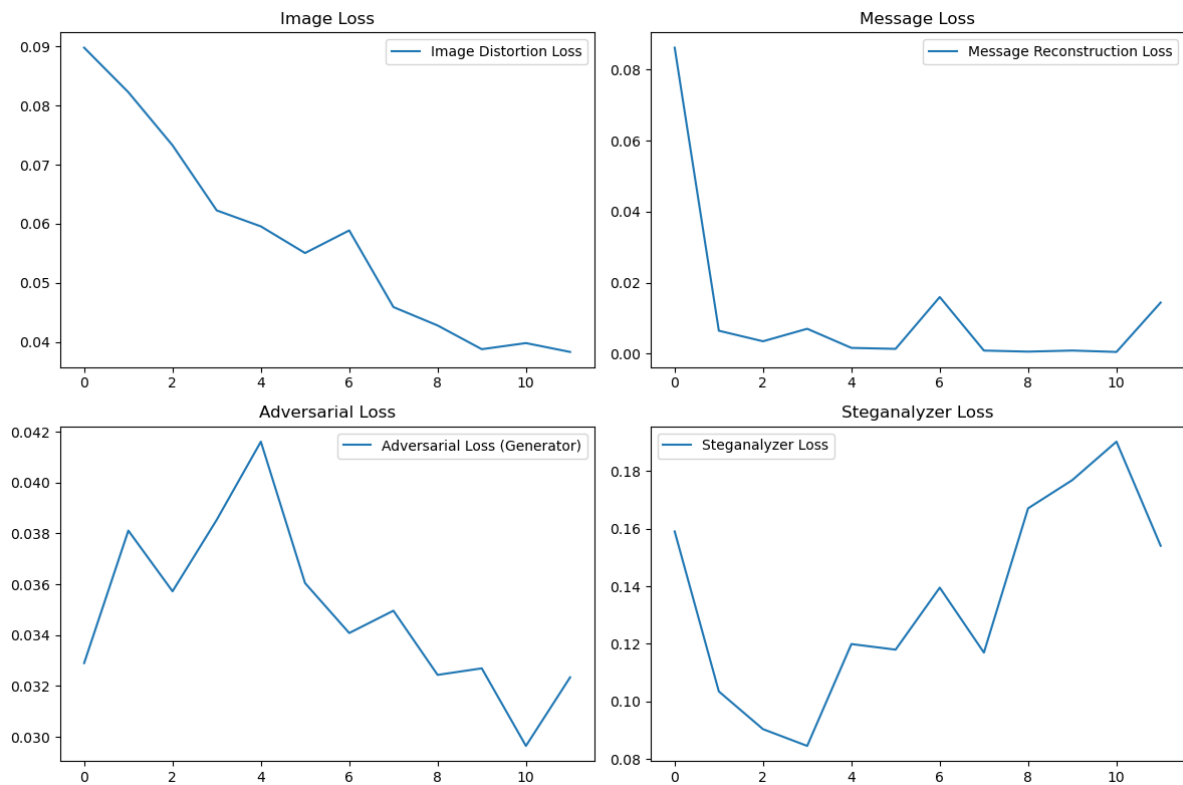 Image Loss
Image Distortion Loss
0.09
0.08
0.07
0.06
0.05
0.04
0 2 4 6 8 10
Message Loss
Message Reconstruction Loss
0.08
0.06
0.04
0.02
0.00
0 2 4 6 8 10
Adversarial Loss
Adversarial Loss (Generator)
0.042
0.040
0.038
0.036
0.034
0.032
0.030
0 2 4 6 8 10
Steganalyzer Loss
Steganalyzer Loss
0.18
0.16
0.14
0.12
0.10
0.08
0 2 4 6 8 10